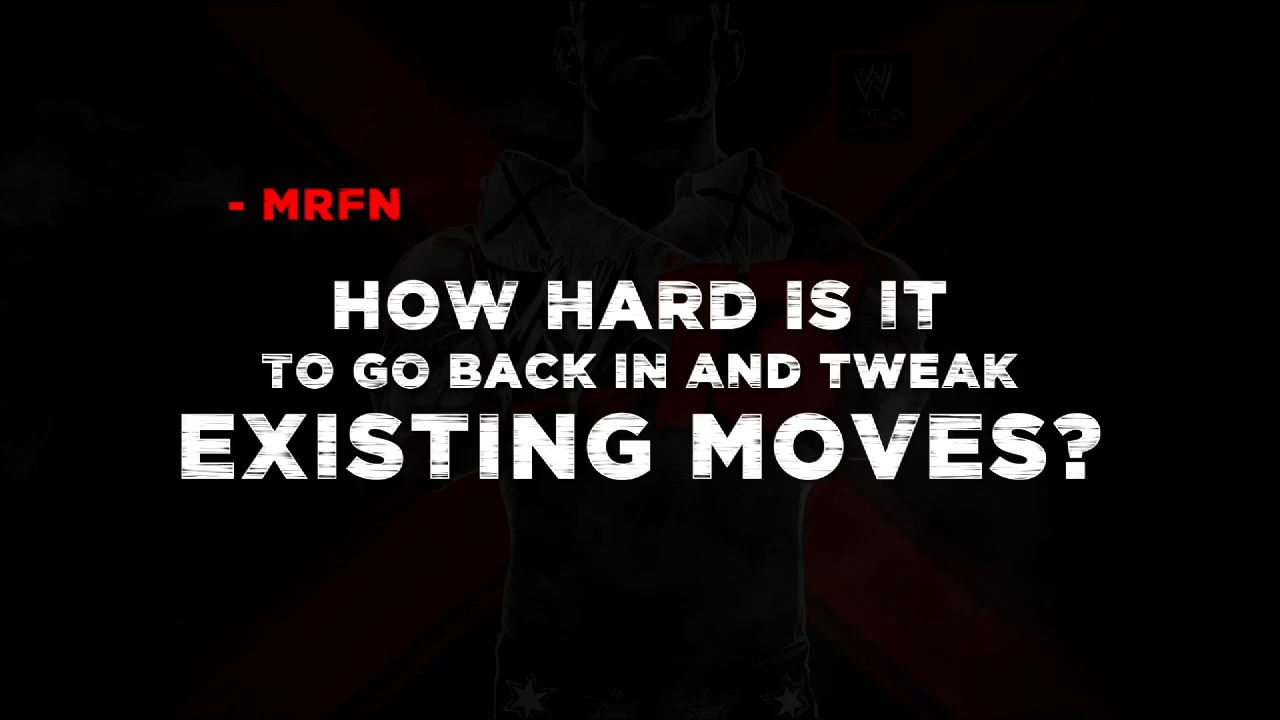 - MRFN
HOW HARD IS IT
TO GO BACK IN AND TWEAK
EXISTING MOVES?